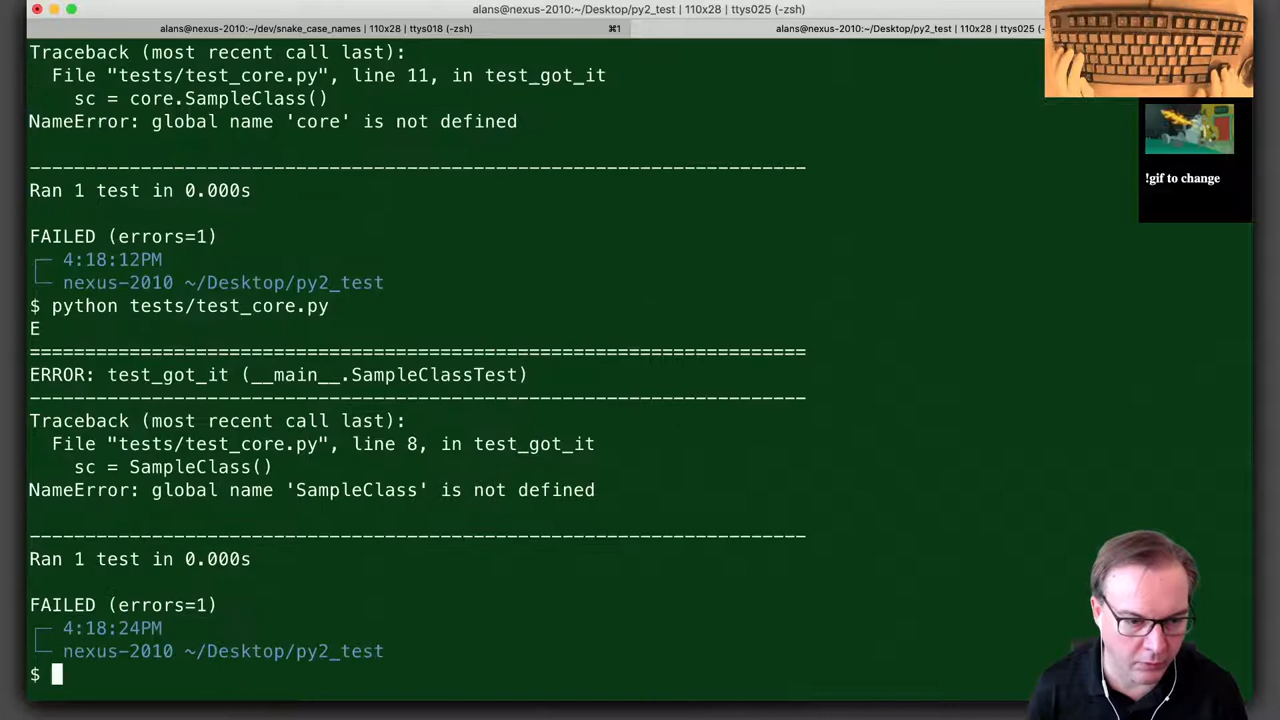 alans@nexus-2010:~/Desktop/py2_test | 110x28 | ttys025 (-zsh)
alans@nexus-2010:~/dev/snake_case_names | 110x28 | ttys018 (-zsh)
⌘1
alans@nexus-2010:~/Desktop/py2_test | 110x28 | ttys025 (-
Traceback (most recent call last):
File "tests/test_core.py", line 11, in test_got_it
sc = core.SampleClass()
NameError: global name 'core' is not defined
----------------------------------------------------------------------
Ran 1 test in 0.000s
FAILED (errors=1)
4:18:12PM
nexus-2010 ~/Desktop/py2_test
$ python tests/test_core.py
E
======================================================================
ERROR: test_got_it (__main__.SampleClassTest)
----------------------------------------------------------------------
Traceback (most recent call last):
File "tests/test_core.py", line 8, in test_got_it
sc = SampleClass()
NameError: global name 'SampleClass' is not defined
----------------------------------------------------------------------
Ran 1 test in 0.000s
FAILED (errors=1)
4:18:24PM
nexus-2010 ~/Desktop/py2_test
$
!gif to change